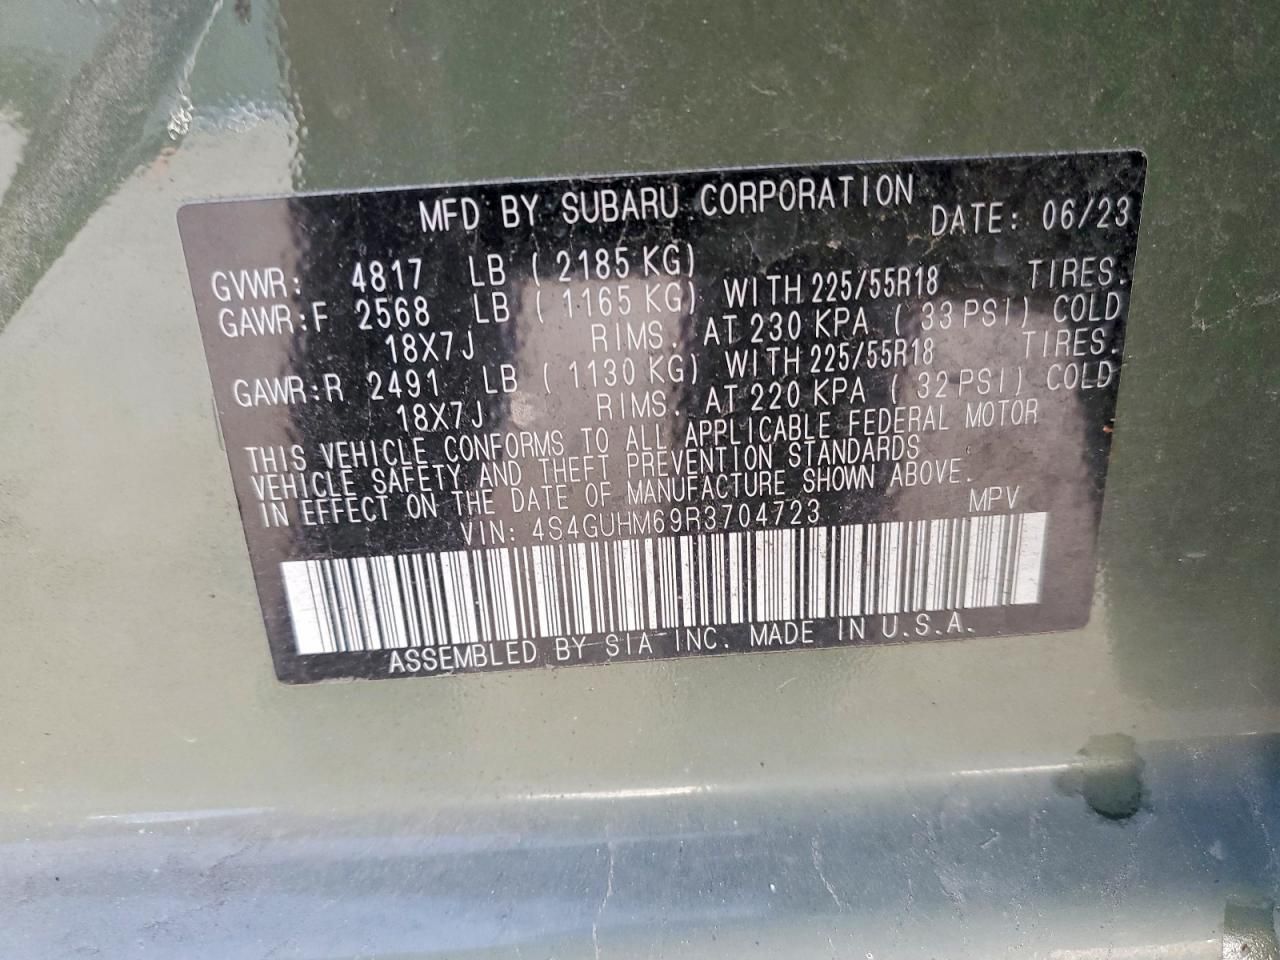 MFD BY SUBARU CORPORATION DATE: 06/23
GVWR: 4817 LB ( 2185 KG)
GAWR:F 2568 LB ( 1165 KG) WITH 225/55R18 TIRES.
18X7J RIMS. AT 230 KPA ( 33 PSI) COLD
GAWR:R 2491 LB ( 1130 KG) WITH 225/55R18 TIRES.
18X7J RIMS. AT 220 KPA ( 32 PSI) COLD
THIS VEHICLE CONFORMS TO ALL APPLICABLE FEDERAL MOTOR
VEHICLE SAFETY AND THEFT PREVENTION STANDARDS
IN EFFECT ON THE DATE OF MANUFACTURE SHOWN ABOVE.
VIN: 4S4GUHM69R3704723 MPV
ASSEMBLED BY SIA INC. MADE IN U.S.A.